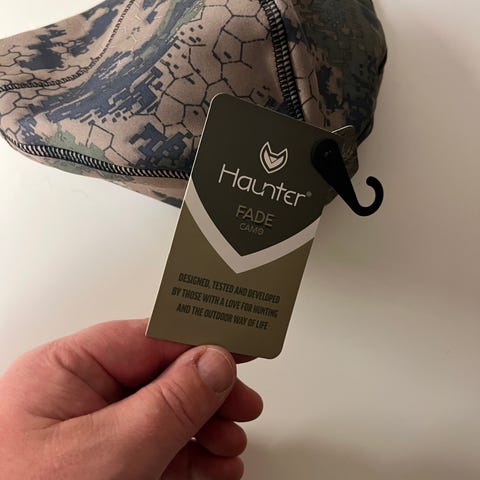 Haunter®
FADE
CAMO
DESIGNED, TESTED AND DEVELOPED
BY THOSE WITH A LOVE FOR HUNTING
AND THE OUTDOOR WAY OF LIFE